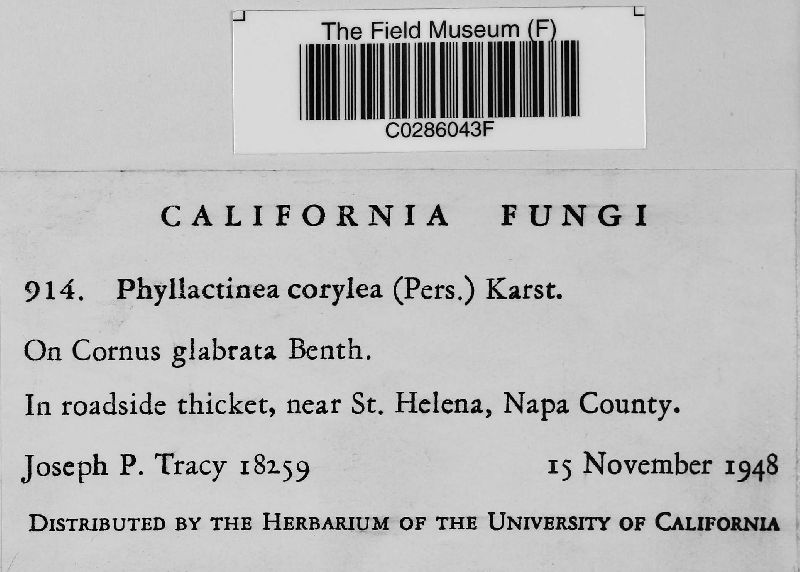 The Field Museum (F)
C0286043F
CALIFORNIA FUNGI
914. Phyllactinea corylea (Pers.) Karst.
On Cornus glabrata Benth.
In roadside thicket, near St. Helena, Napa County.
Joseph P. Tracy 18259 15 November 1948
DISTRIBUTED BY THE HERBARIUM OF THE UNIVERSITY OF CALIFORNIA